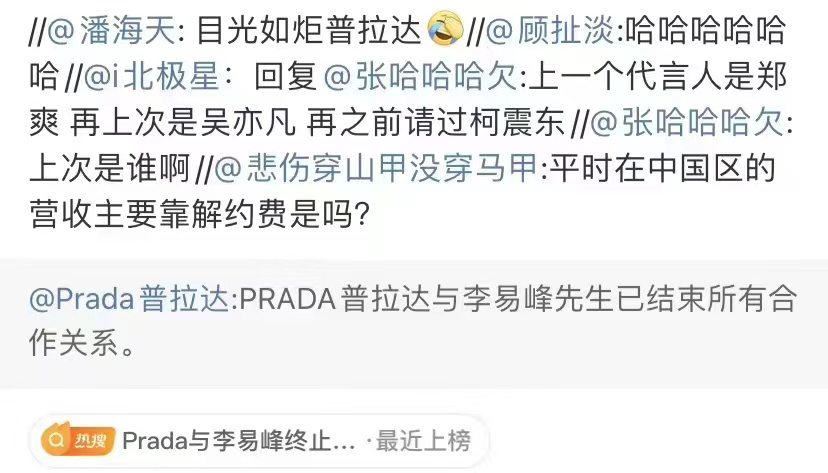 //@潘海天: 目光如炬普拉达🤣//@顾扯淡:哈哈哈哈哈
哈//@i北极星：回复@张哈哈哈欠:上一个代言人是郑
爽 再上次是吴亦凡 再之前请过柯震东//@张哈哈哈欠:
上次是谁啊//@悲伤穿山甲没穿马甲:平时在中国区的
营收主要靠解约费是吗?
@Prada普拉达:PRADA普拉达与李易峰先生已结束所有合
作关系。
热搜 Prada与李易峰终止... ·最近上榜